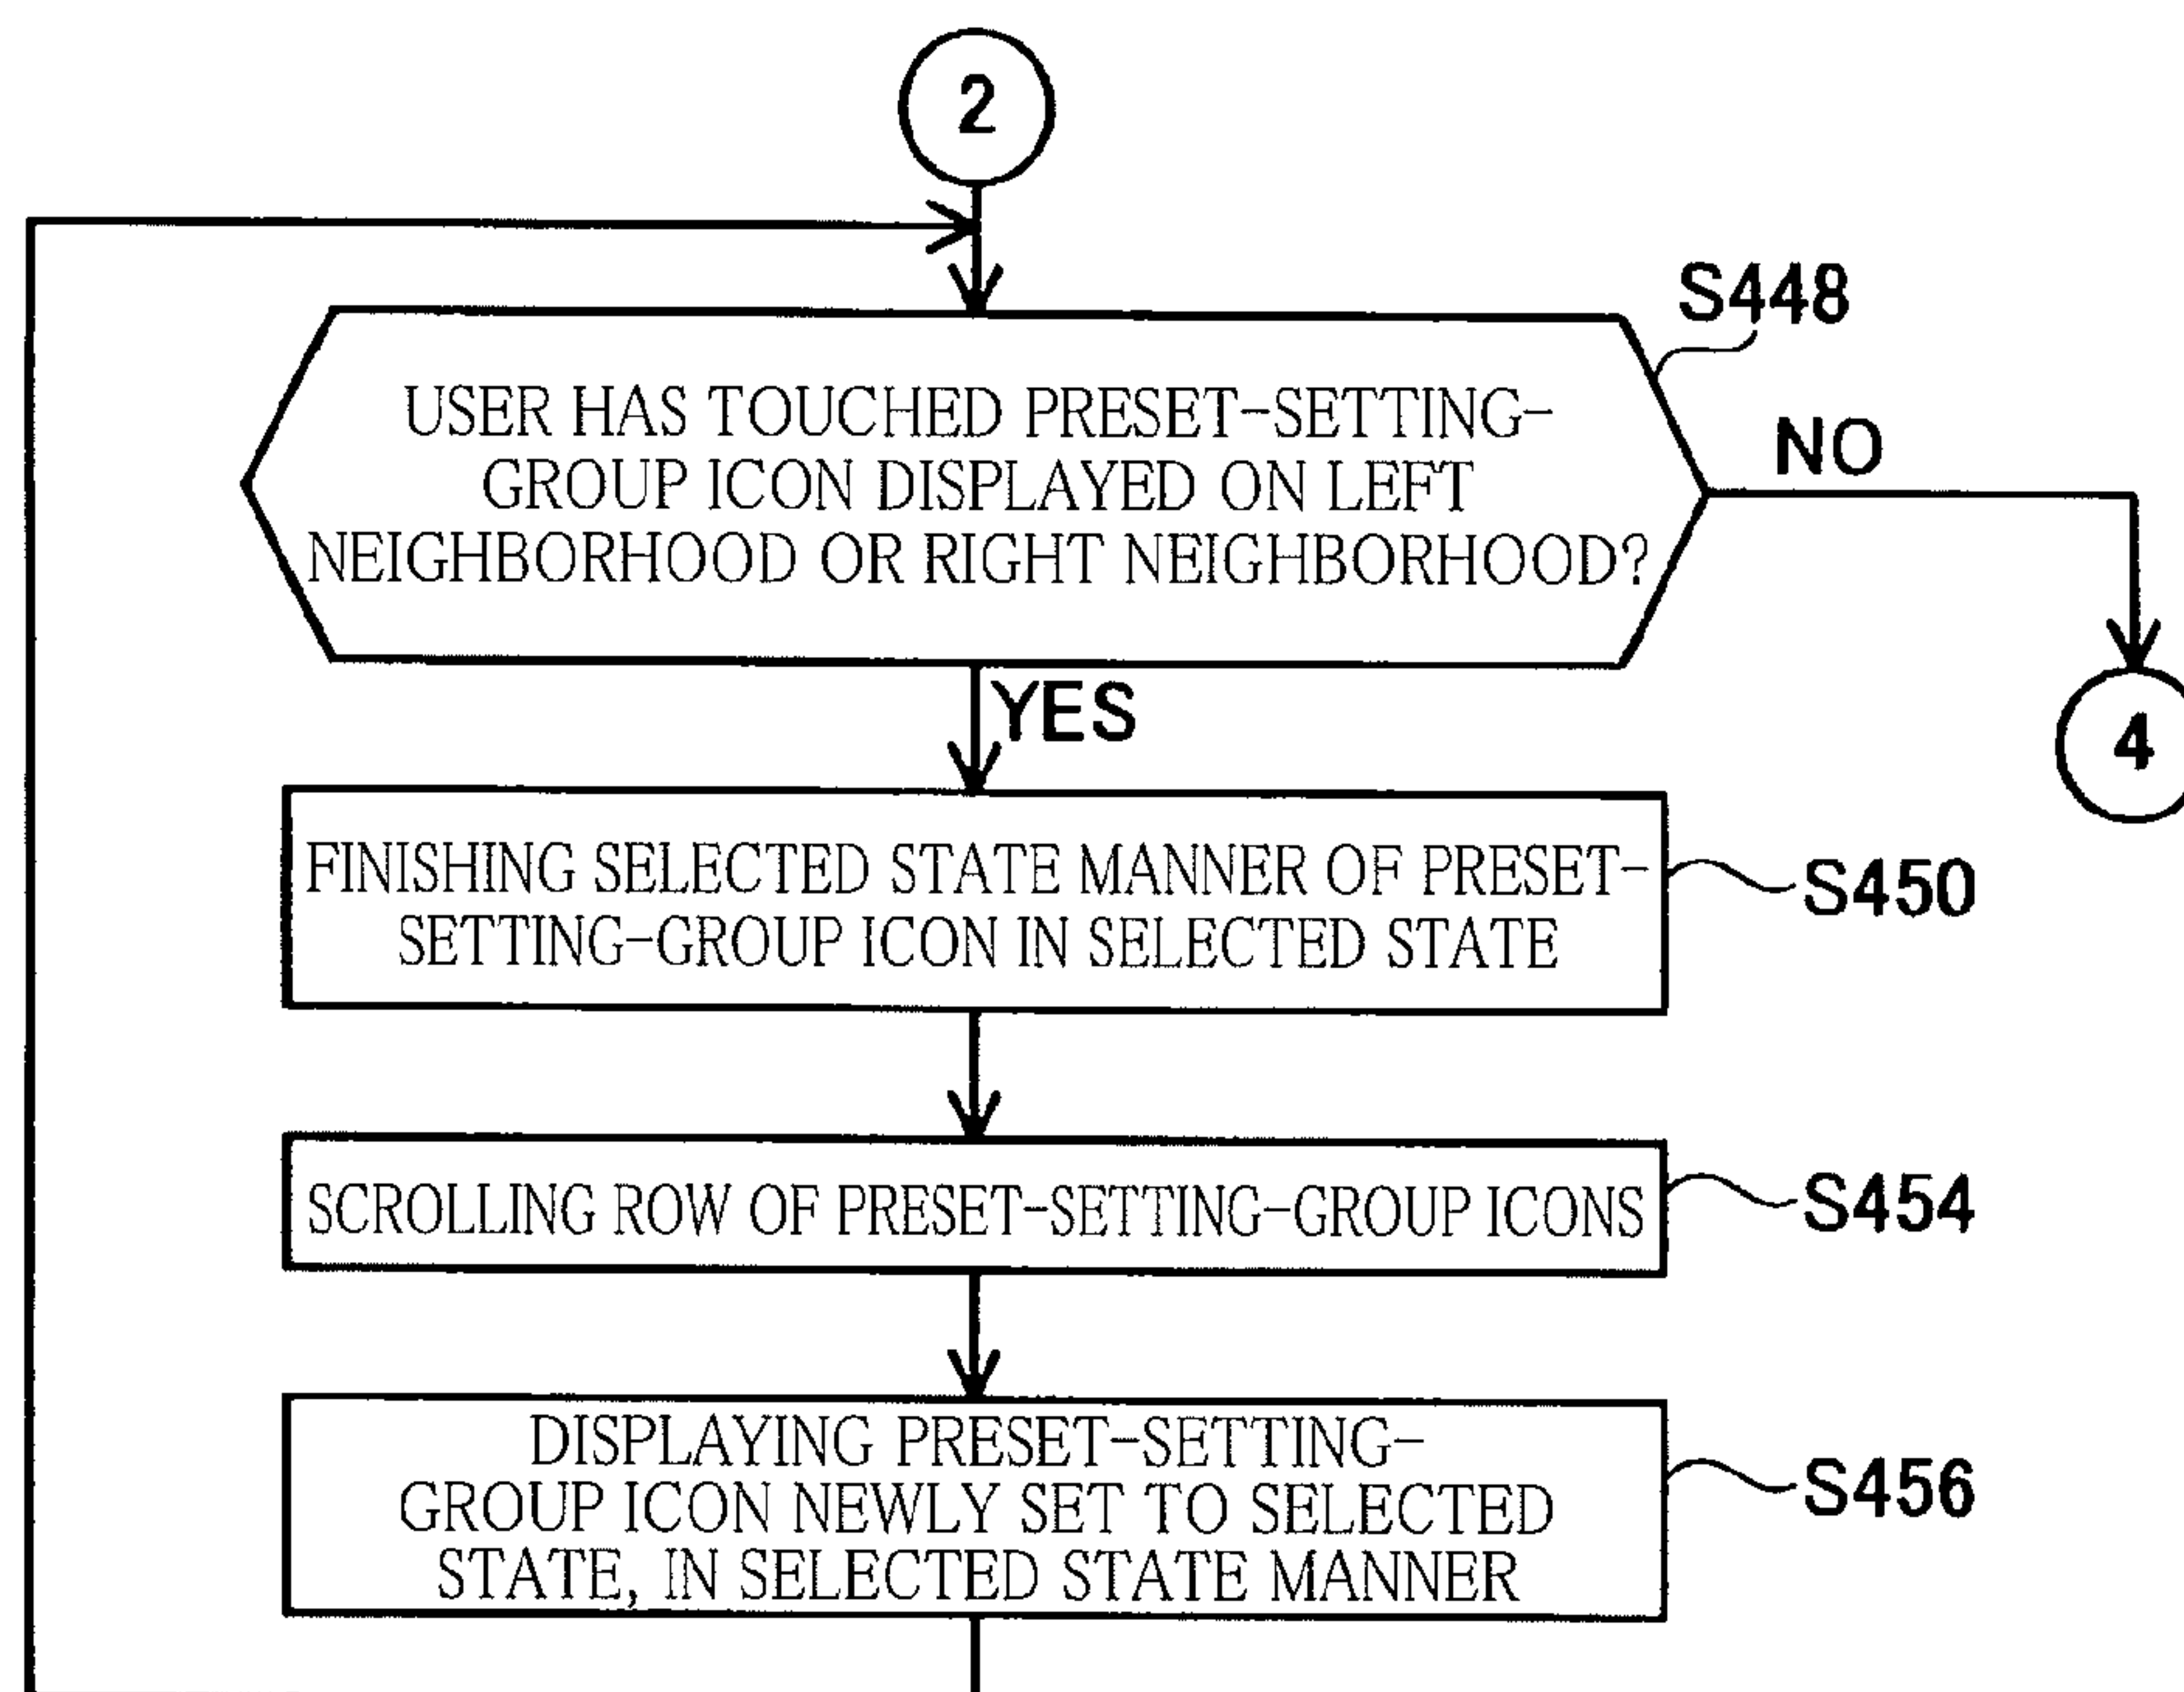 2
S448
USER HAS TOUCHED PRESET-SETTING-
GROUP ICON DISPLAYED ON LEFT
NEIGHBORHOOD OR RIGHT NEIGHBORHOOD?
NO
YES
4
FINISHING SELECTED STATE MANNER OF PRESET-
SETTING-GROUP ICON IN SELECTED STATE
S450
SCROLLING ROW OF PRESET-SETTING-GROUP ICONS
S454
DISPLAYING PRESET-SETTING-
GROUP ICON NEWLY SET TO SELECTED
STATE, IN SELECTED STATE MANNER
S456